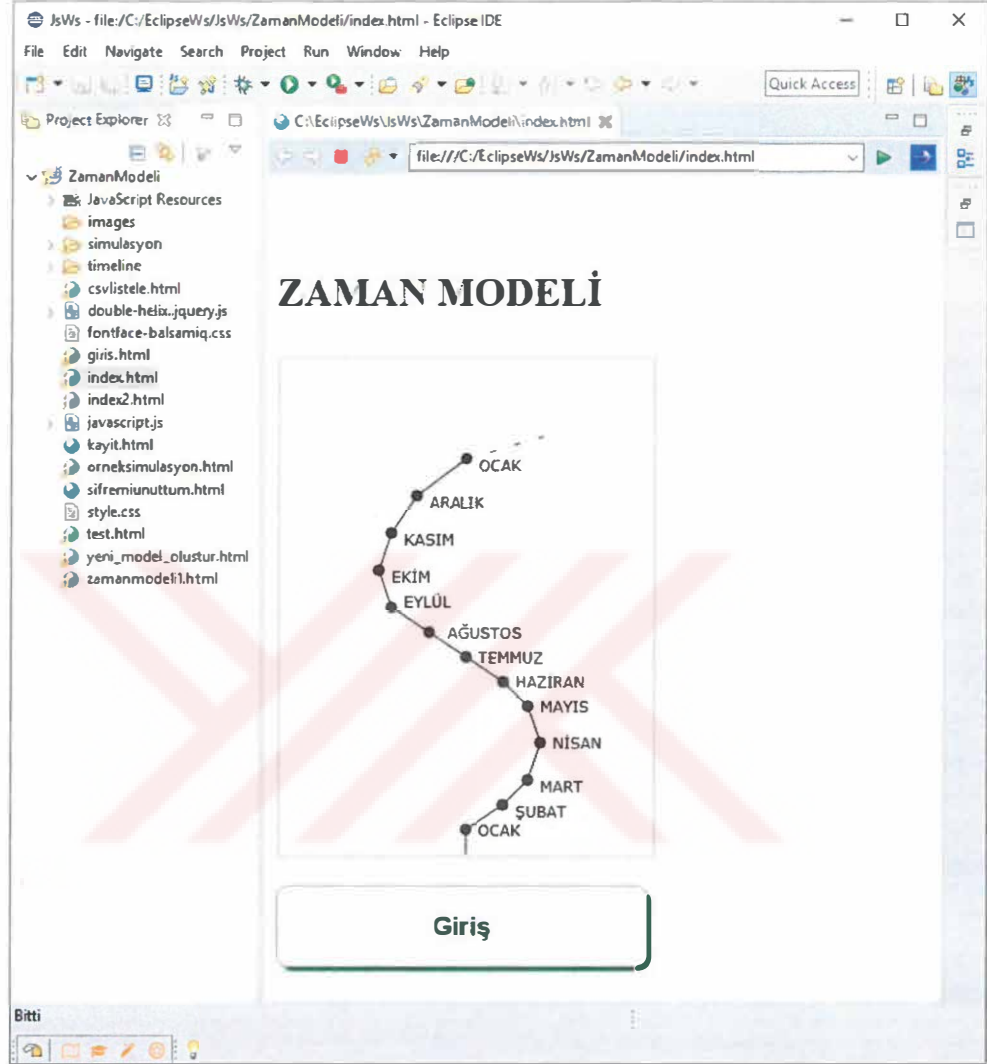 JsWs - file:/C:/EclipseWs/JsWs/ZamanModeli/index.html - Eclipse IDE
File Edit Navigate Search Project Run Window Help
Quick Access
Project Explorer
C:\EclipseWs\JsWs\ZamanModeli\index.html
file:///C:/EclipseWs/JsWs/ZamanModeli/index.html
ZamanModeli
JavaScript Resources
images
simulasyon
timeline
csvlistele.html
double-helix.jquery.js
fontface-balsamiq.css
giris.html
index.html
index2.html
javascript.js
kayit.html
orneksimulasyon.html
sifremiunuttum.html
style.css
test.html
yeni_model_olustur.html
zamanmodeli1.html
ZAMAN MODELİ
OCAK
ARALIK
KASIM
EKİM
EYLÜL
AĞUSTOS
TEMMUZ
HAZIRAN
MAYIS
NİSAN
MART
ŞUBAT
OCAK
Giriş
Bitti